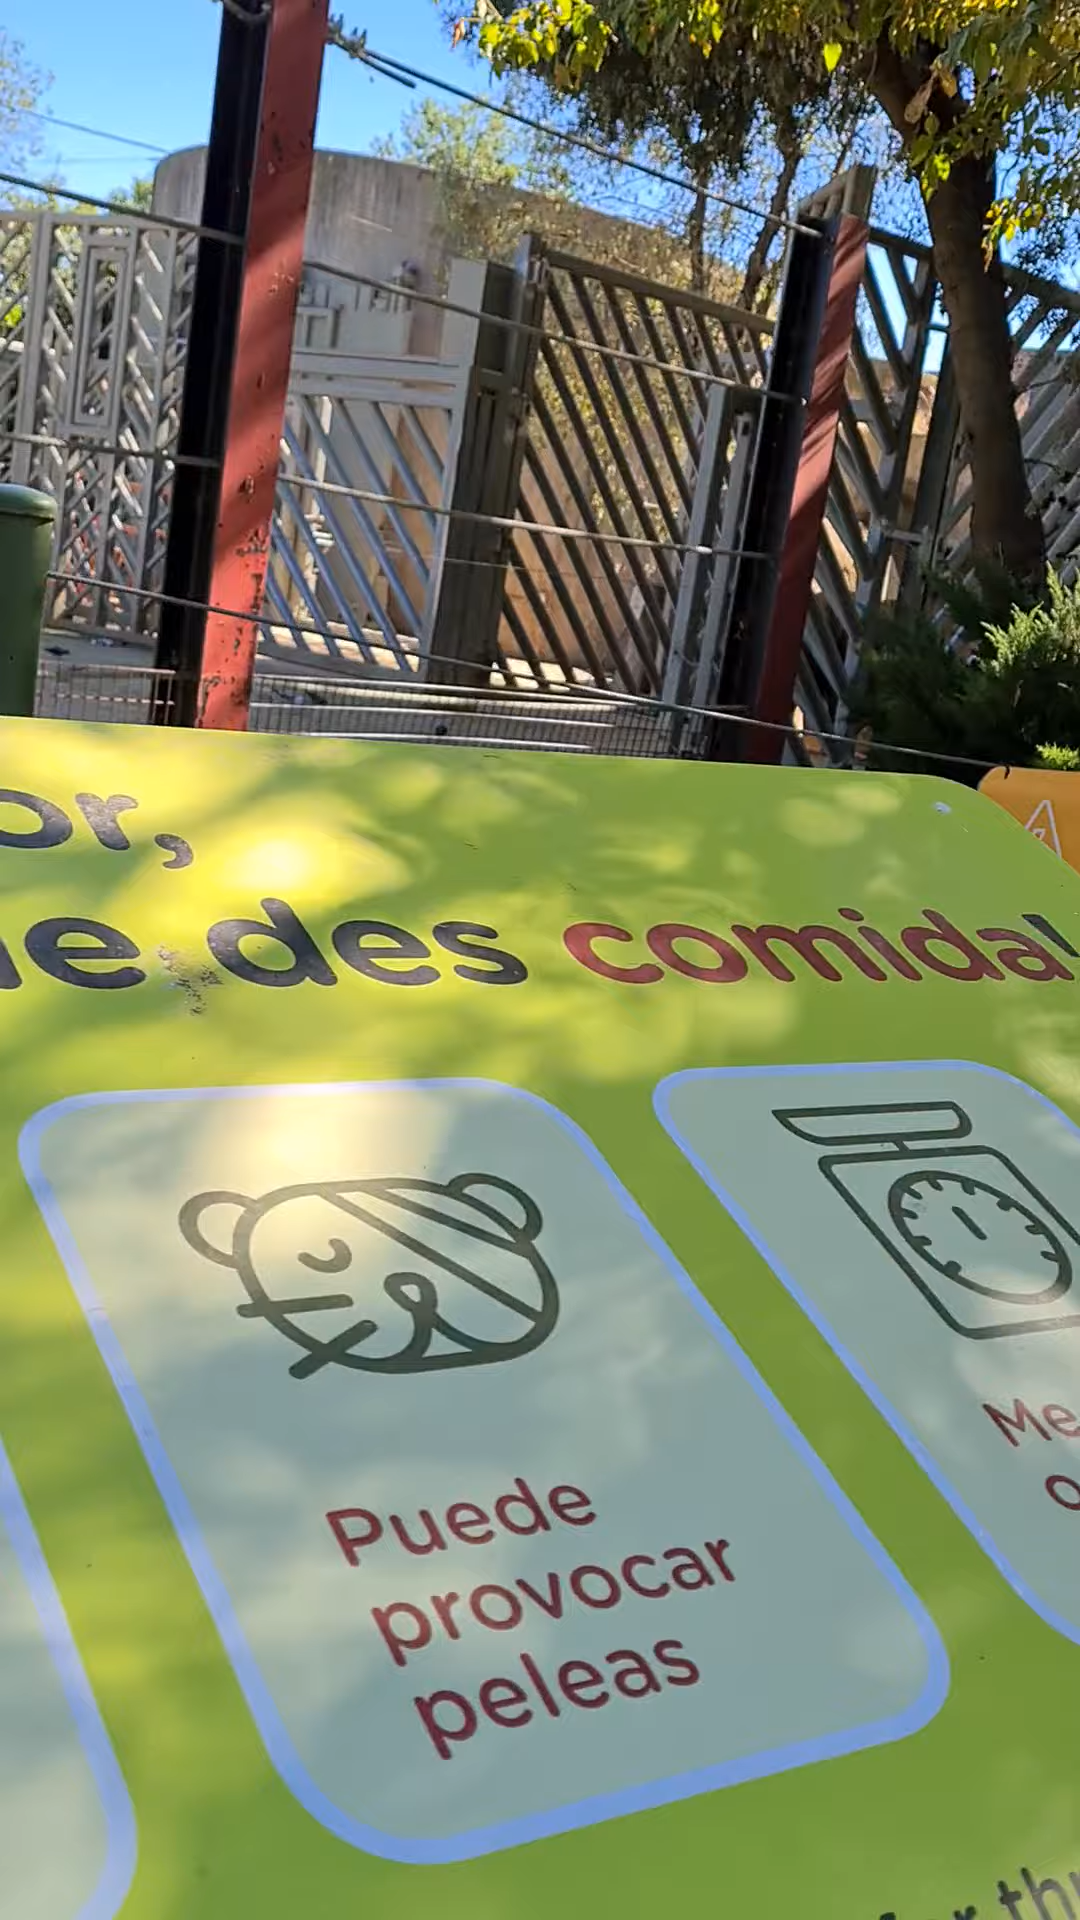 or,
e des comida!
Puede
provocar
peleas
Me
o